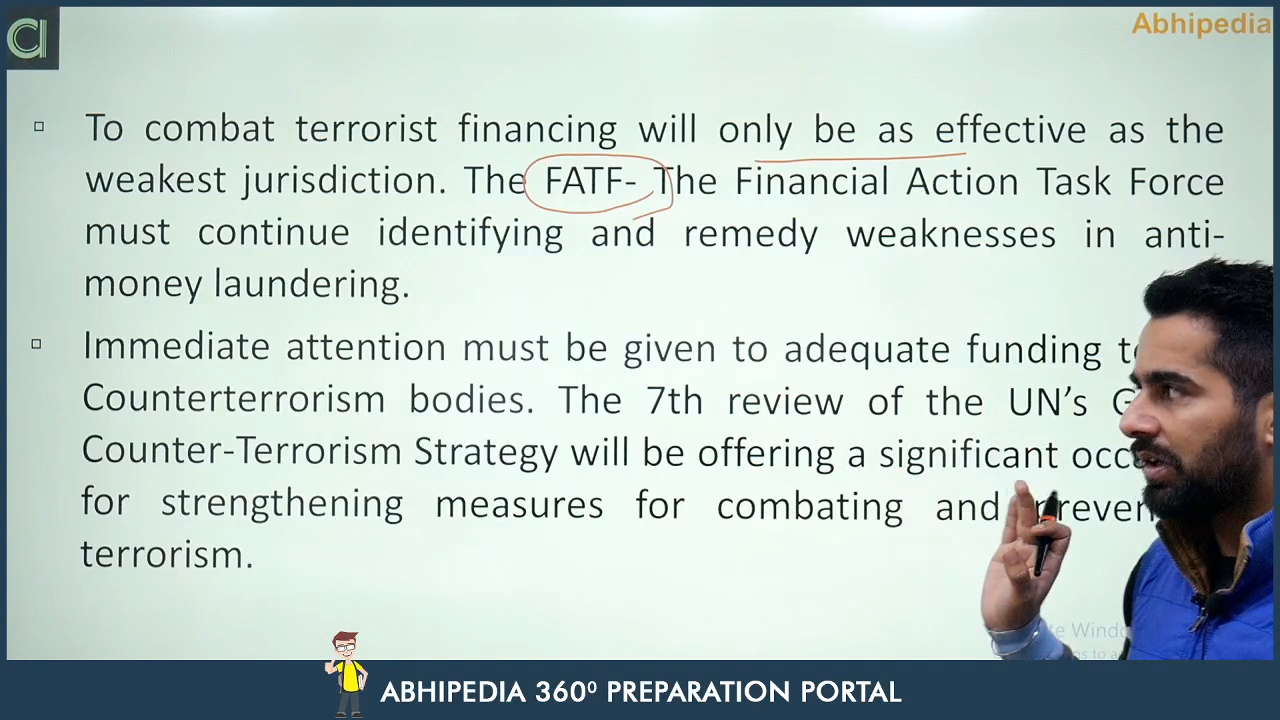 Abhipedia
To combat terrorist financing will only be as effective as the
weakest jurisdiction. The FATF- The Financial Action Task Force
must continue identifying and remedy weaknesses in anti-
money laundering.
Immediate attention must be given to adequate funding
Counterterrorism bodies. The 7th review of the UN's
Counter-Terrorism Strategy will be offering a significant
for strengthening measures for combating and
terrorism.
ABHIPEDIA 360⁰ PREPARATION PORTAL